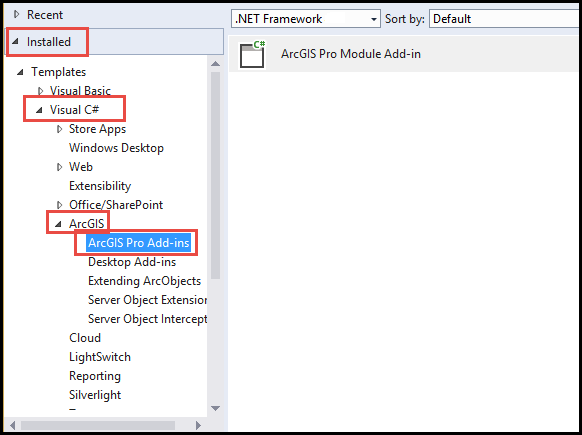 Recent
.NET Framework
Sort by:
Default
Installed
C#
ArcGIS Pro Module Add-in
Templates
Visual Basic
Visual C#
Store Apps
Windows Desktop
Web
Extensibility
Office/SharePoint
ArcGIS
ArcGIS Pro Add-ins
Desktop Add-ins
Extending ArcObjects
Server Object Extension
Server Object Intercept
Cloud
LightSwitch
Reporting
Silverlight